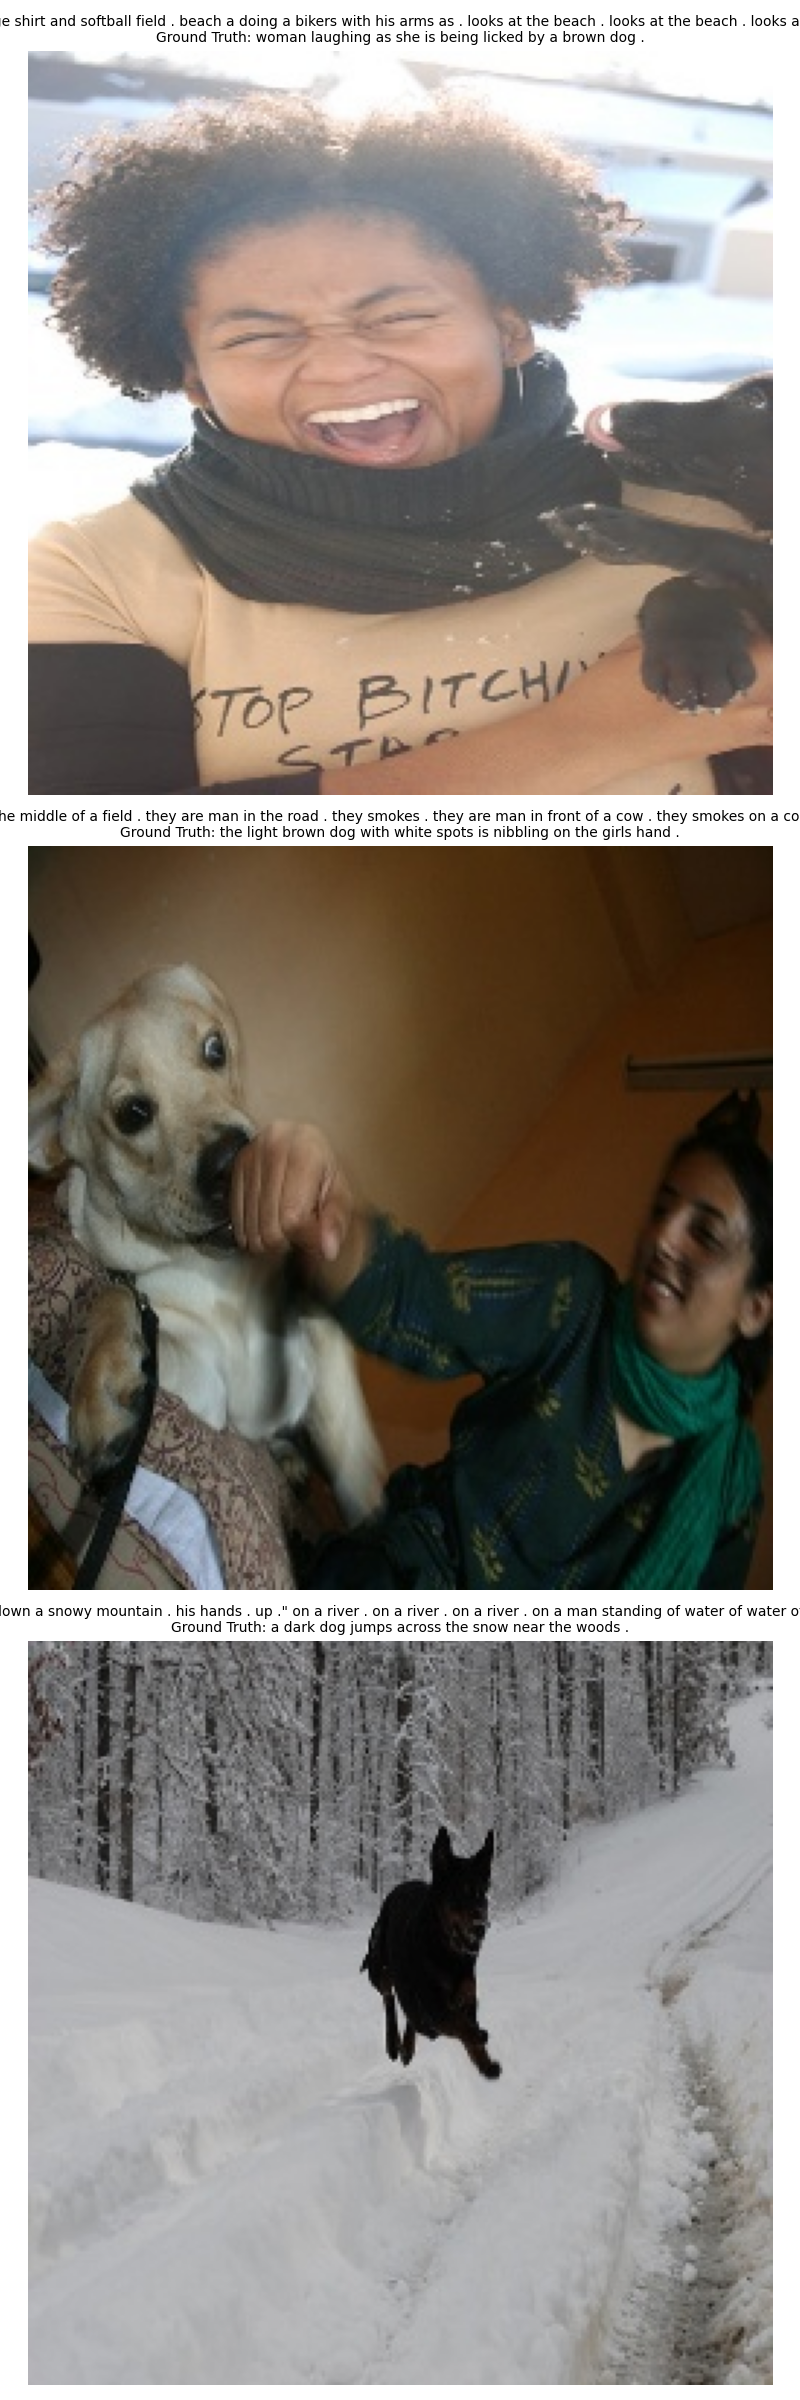 shirt and softball field . beach a doing a bikers with his arms as . looks at the beach . looks at the beach . looks
Ground Truth: woman laughing as she is being licked by a brown dog .
STOP BITCHIN
STAR
middle of a field . they are man in the road . they smokes . they are man in front of a cow . they smokes on a
Ground Truth: the light brown dog with white spots is nibbling on the girls hand .
down a snowy mountain . his hands . up ." on a river . on a river . on a river . on a man standing of water of water
Ground Truth: a dark dog jumps across the snow near the woods .